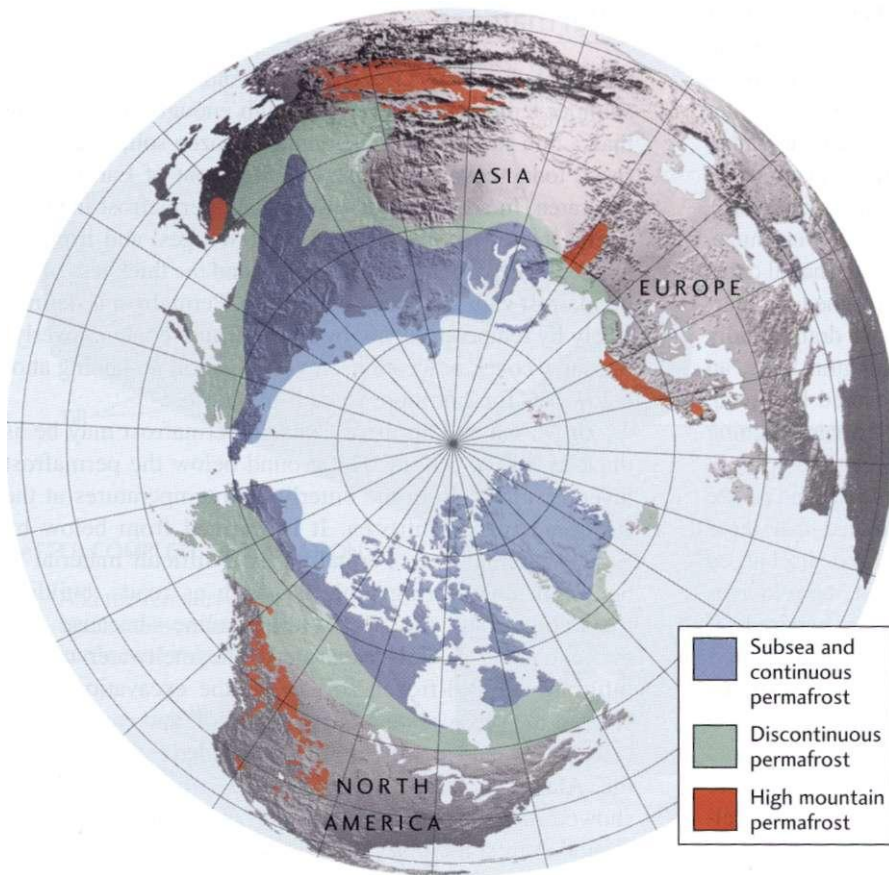 ASIA
EUROPE
NORTH
AMERICA
Subsea and
continuous
permafrost
Discontinuous
permafrost
High mountain
permafrost